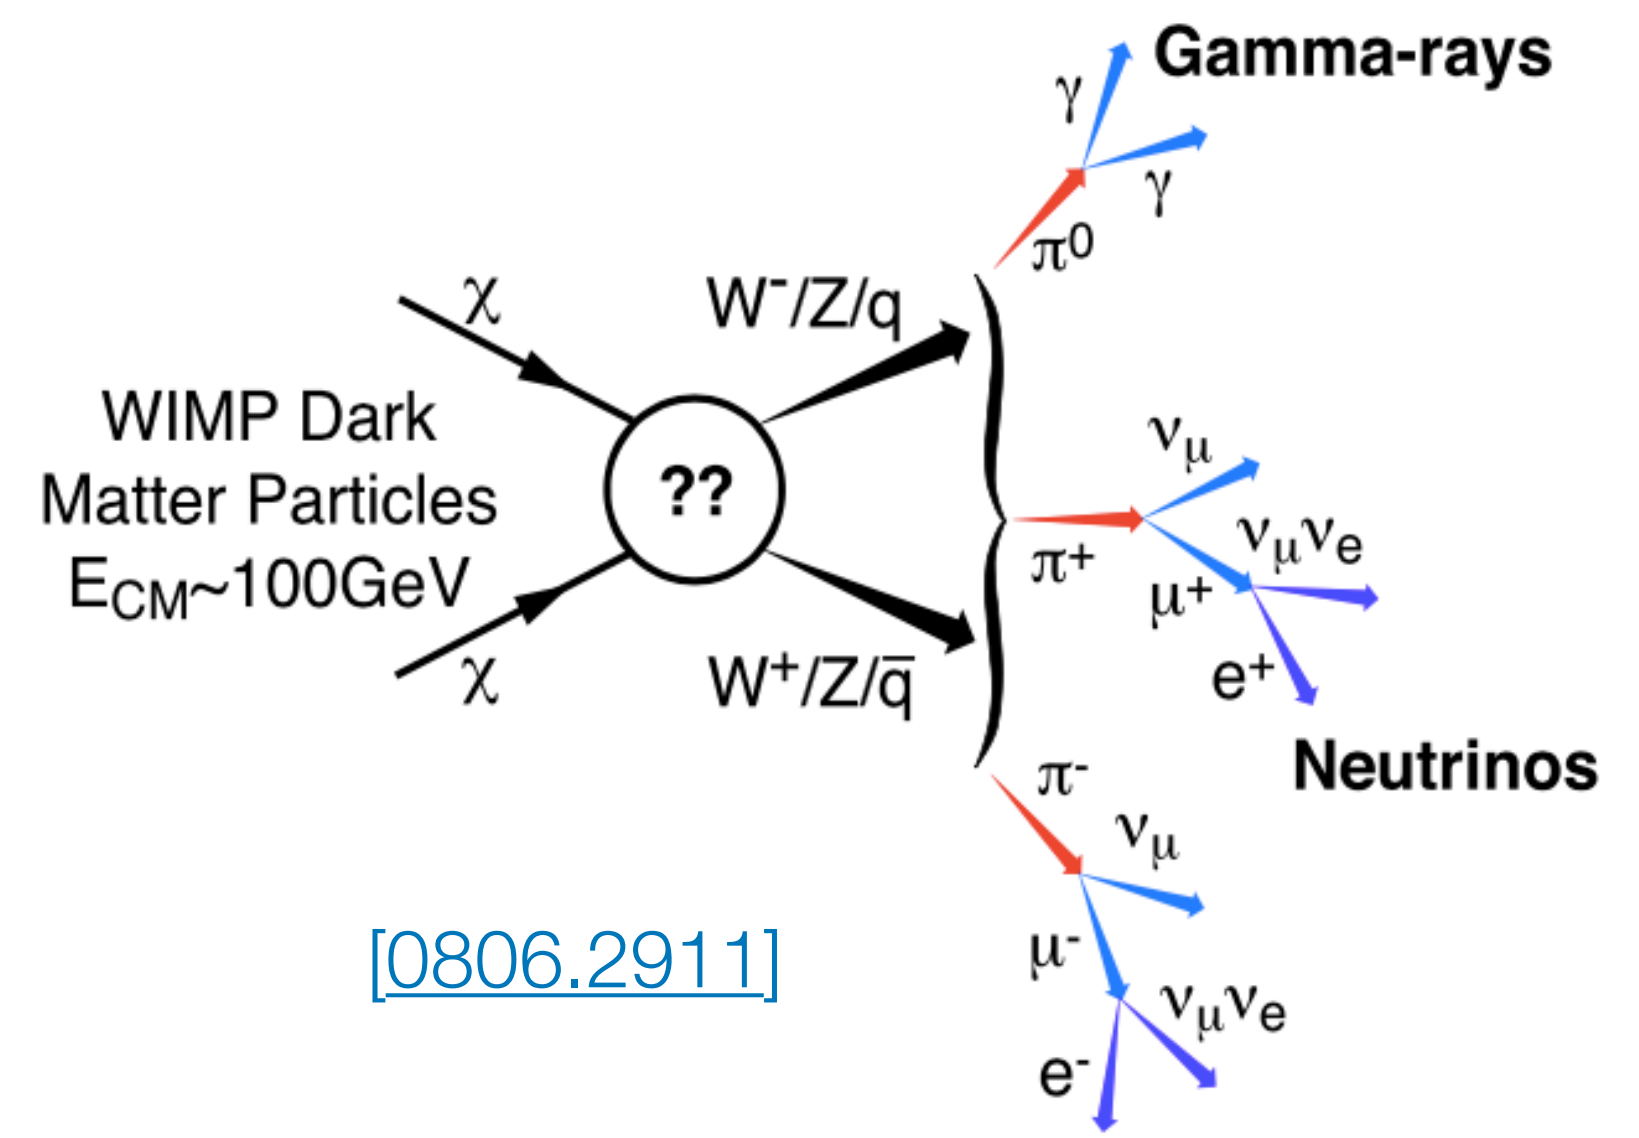 Gamma-rays
γ
γ
π0
χ
W-/Z/q
WIMP Dark
Matter Particles
ECM~100GeV
??
νμ
νμνe
π+
μ+
e+
χ
W+/Z/q̅
Neutrinos
π-
νμ
μ-
νμνe
e-
[0806.2911]